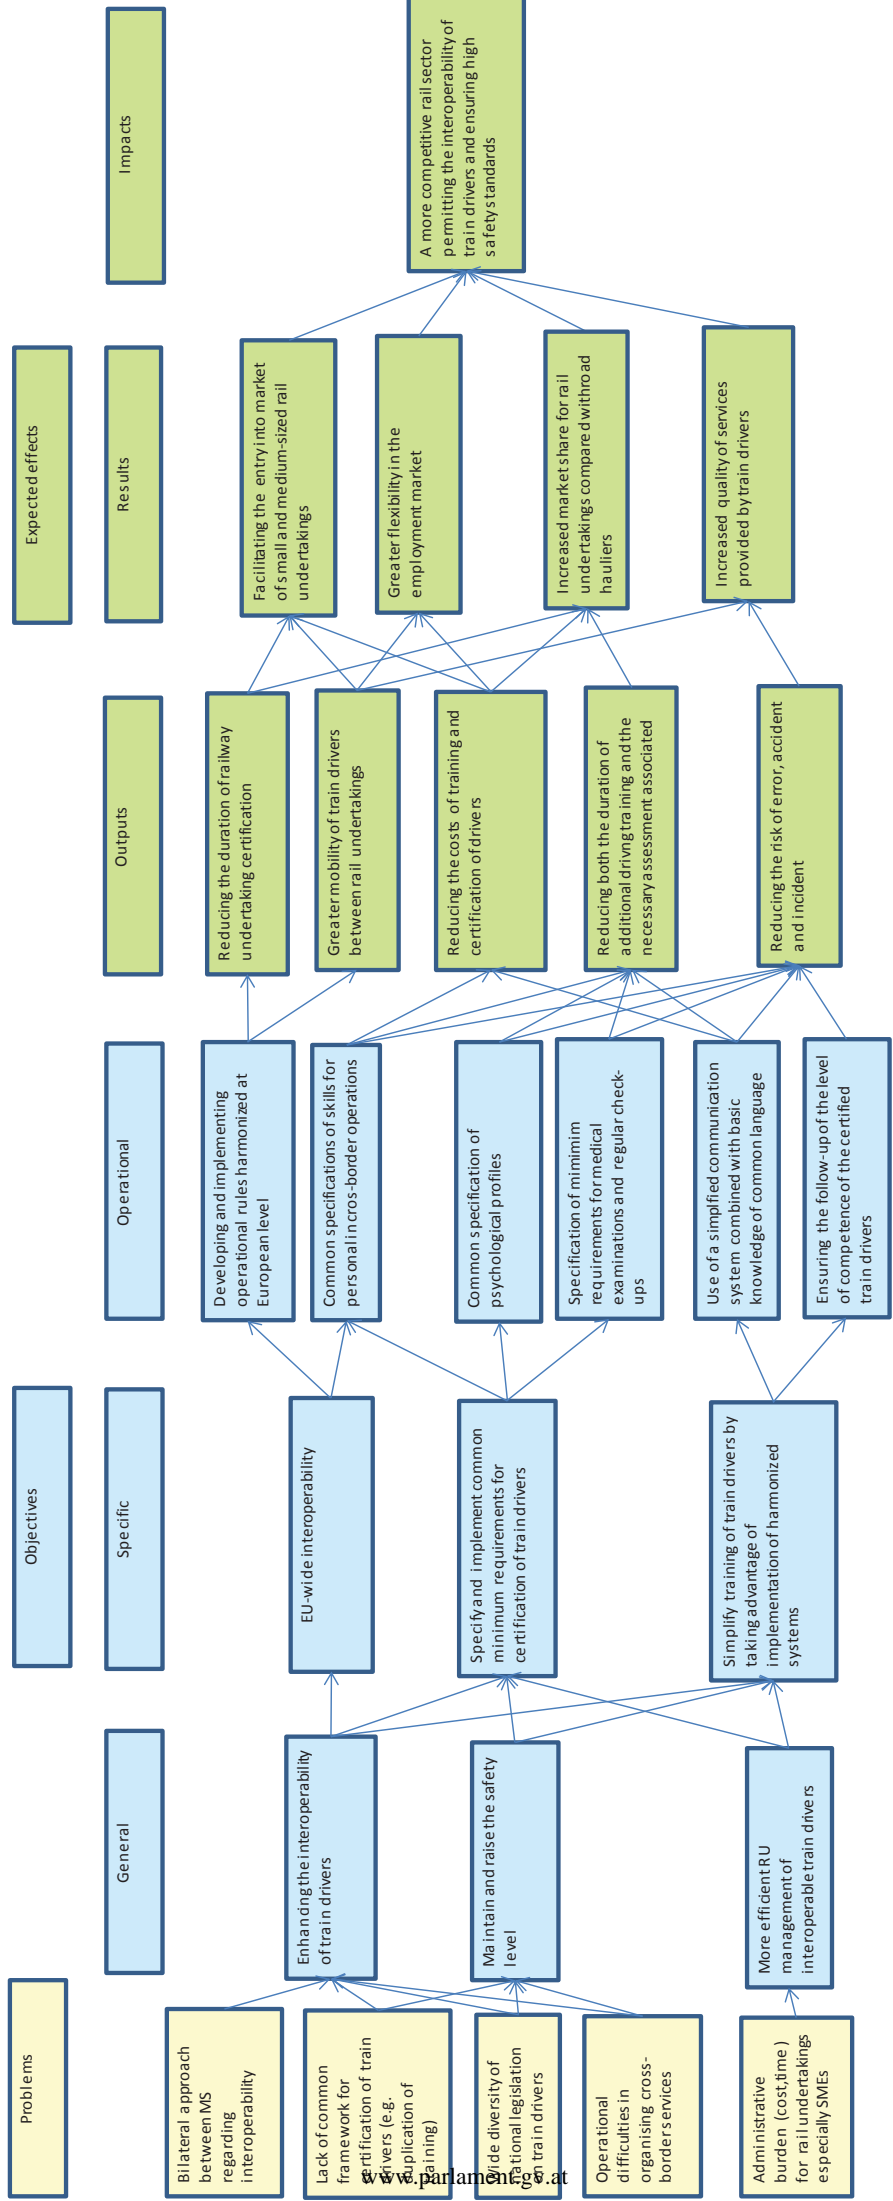 Problems
Objectives
Expected effects
General
Specific
Operational
Outputs
Results
Impacts
Bilateral approach
between MS
regarding
interoperability
Lack of common
framework for
certification of train
drivers (e.g.
duplication of
training)
Wide diversity of
national legislation
on train drivers
Operational
difficulties in
organising cross-
border services
Administrative
burden (cost,time)
for rail undertakings
especially SMEs
Enhancing the interoperability
of train drivers
Maintain and raise the safety
level
More efficient RU
management of
interoperable train drivers
EU-wide interoperability
Specify and implement common
minimum requirements for
certification of train drivers
Simplify training of train drivers by
taking advantage of
implementation of harmonized
systems
Developing and implementing
operational rules harmonized at
European level
Common specifications of skills for
personal in cros-border operations
Common specification of
psychological profiles
Specification of mimimim
requirements for medical
examinations and regular check-
ups
Use of a simplfied communication
system combined with basic
knowledge of common language
Ensuring the follow-up of the level
of competence of the certified
train drivers
Reducing the duration of railway
undertaking certification
Greater mobility of train drivers
between rail undertakings
Reducing the costs of training and
certification of drivers
Reducing both the duration of
additional drivng training and the
necessary assessment associated
Reducing the risk of error, accident
and incident
Facilitating the entry into market
of small and medium-sized rail
undertakings
Greater flexibility in the
employment market
Increased market share for rail
undertakings compared with road
hauliers
Increased quality of services
provided by train drivers
A more competitive rail sector
permitting the interoperability of
train drivers and ensuring high
safety standards
www.parlament.gv.at